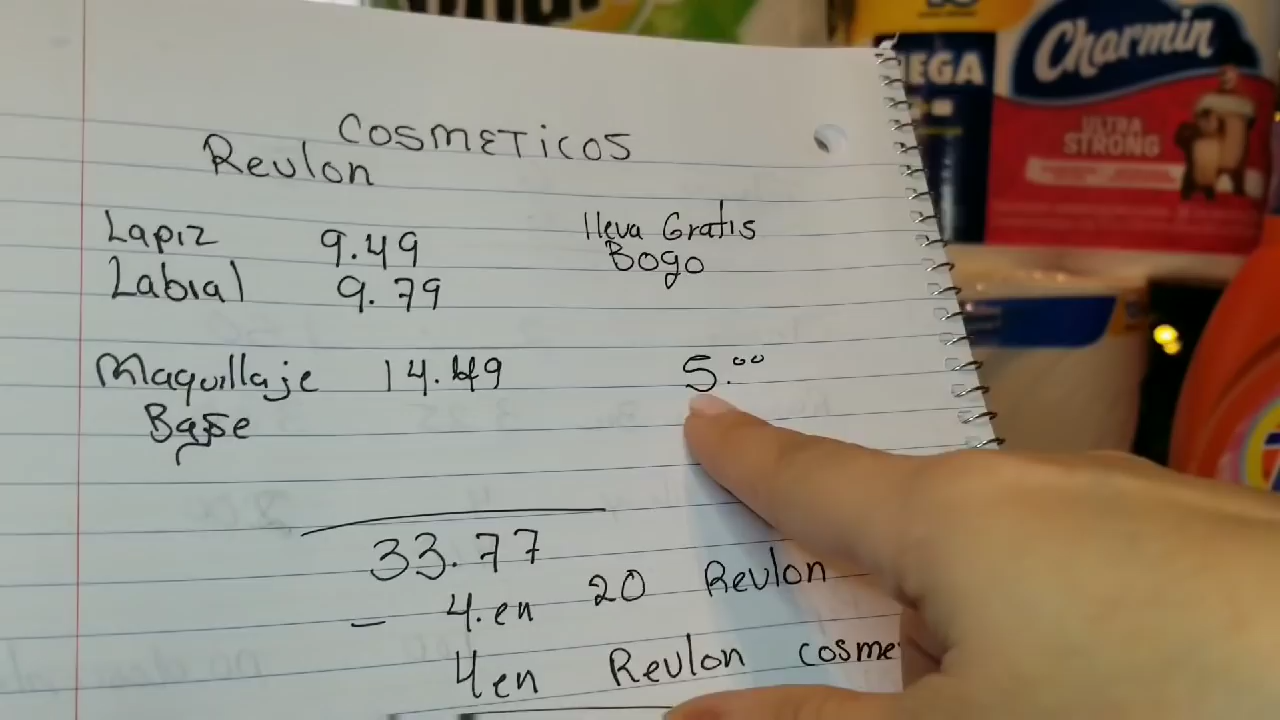 COSMETICOS
Revlon
Lapiz 9.49 lleva Gratis
Labial 9.79 Bogo
Maquillaje 14.49 5.00
Base
33.77
- 4.en 20 Revlon
4en Revlon cosme
MEGA
Charmin
ULTRA
STRONG